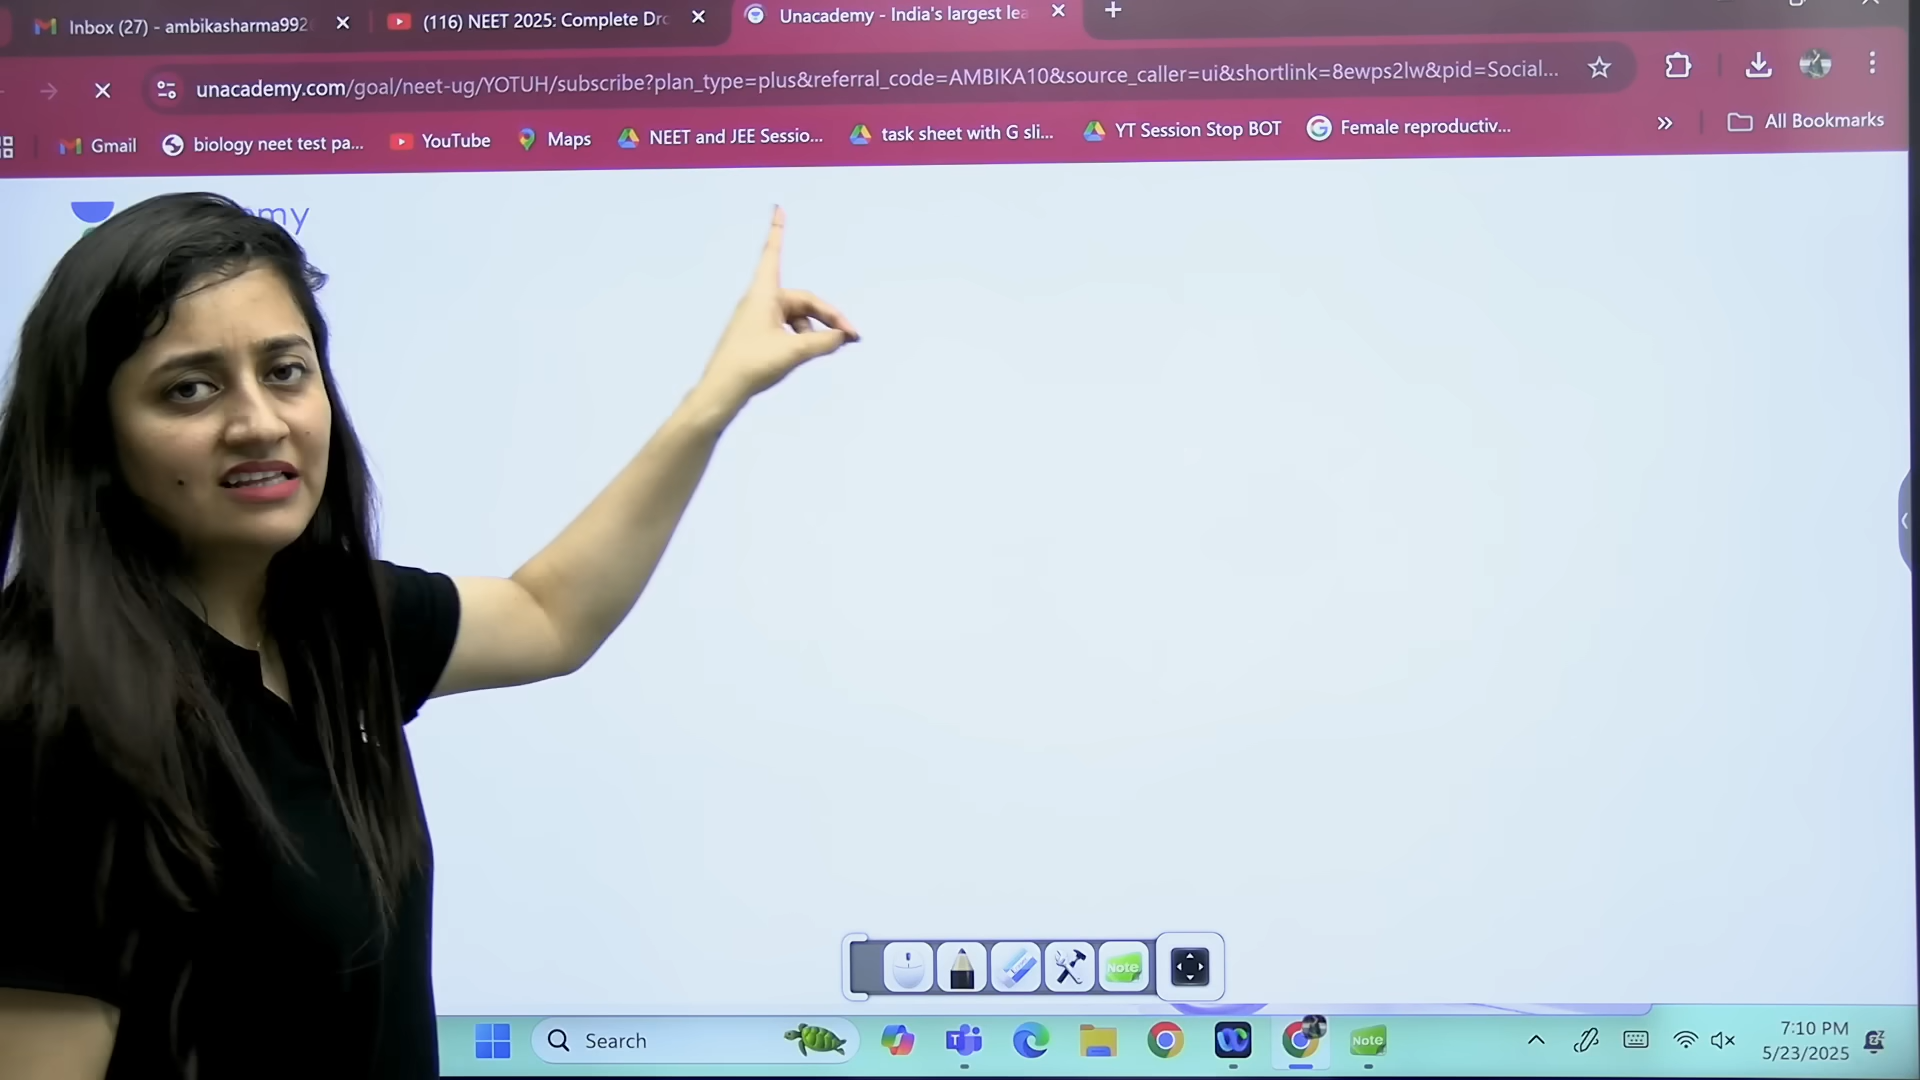 Inbox (27) - ambikasharma992
(116) NEET 2025: Complete Dro
Unacademy - India's largest lea
unacademy.com/goal/neet-ug/YOTUH/subscribe?plan_type=plus&referral_code=AMBIKA10&source_caller=ui&shortlink=8ewps2lw&pid=Social...
Gmail
biology neet test pa...
YouTube
Maps
NEET and JEE Sessio...
task sheet with G sli...
YT Session Stop BOT
Female reproductiv...
All Bookmarks
emy
Note
Search
Note
7:10 PM
5/23/2025